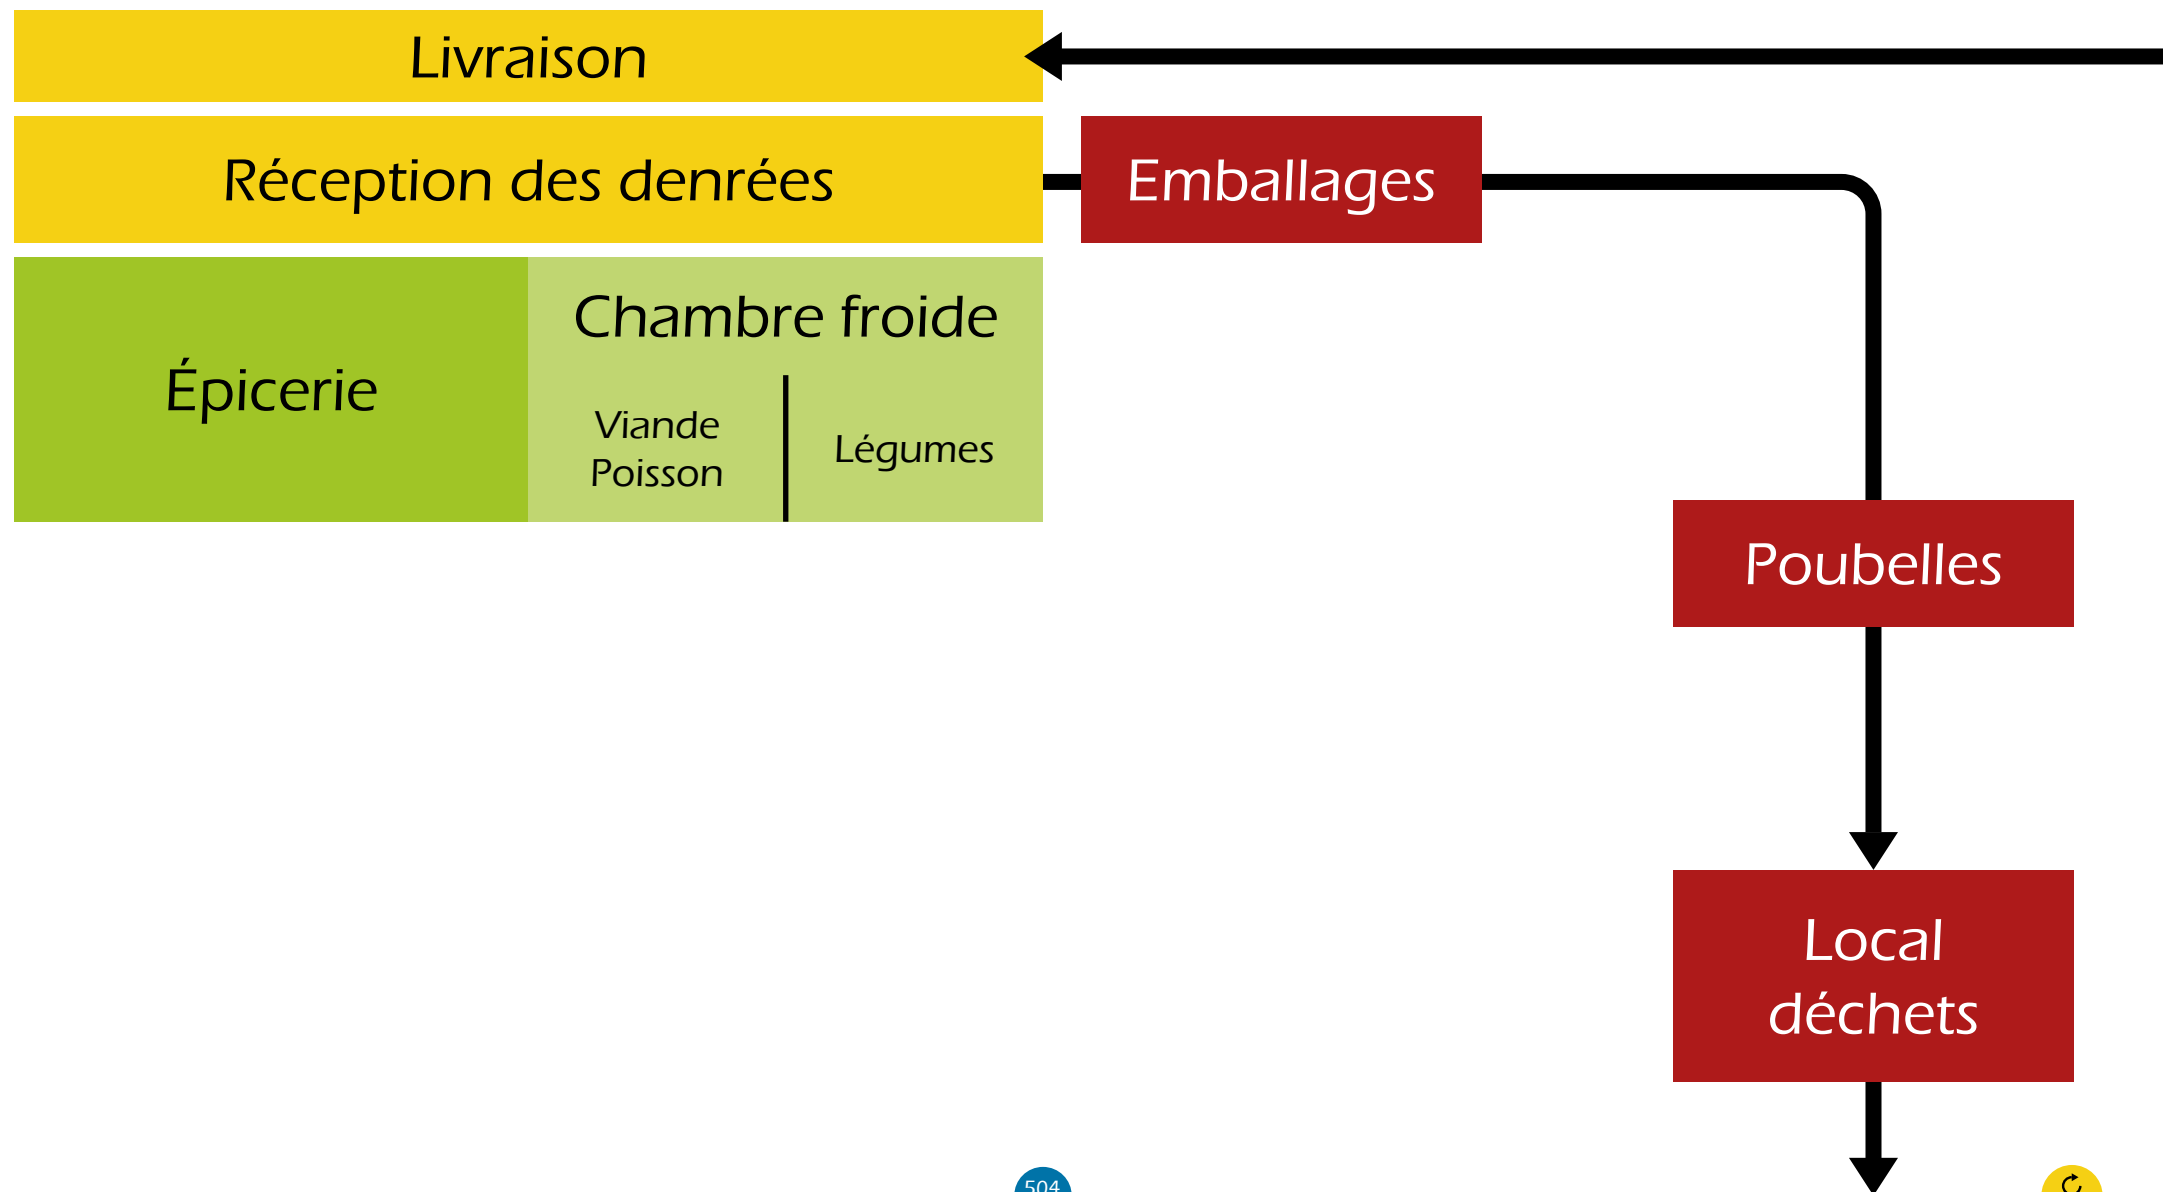 Livraison
Réception des denrées
Emballages
Épicerie
Chambre froide
Viande
Poisson
Légumes
Poubelles
Local
déchets
504